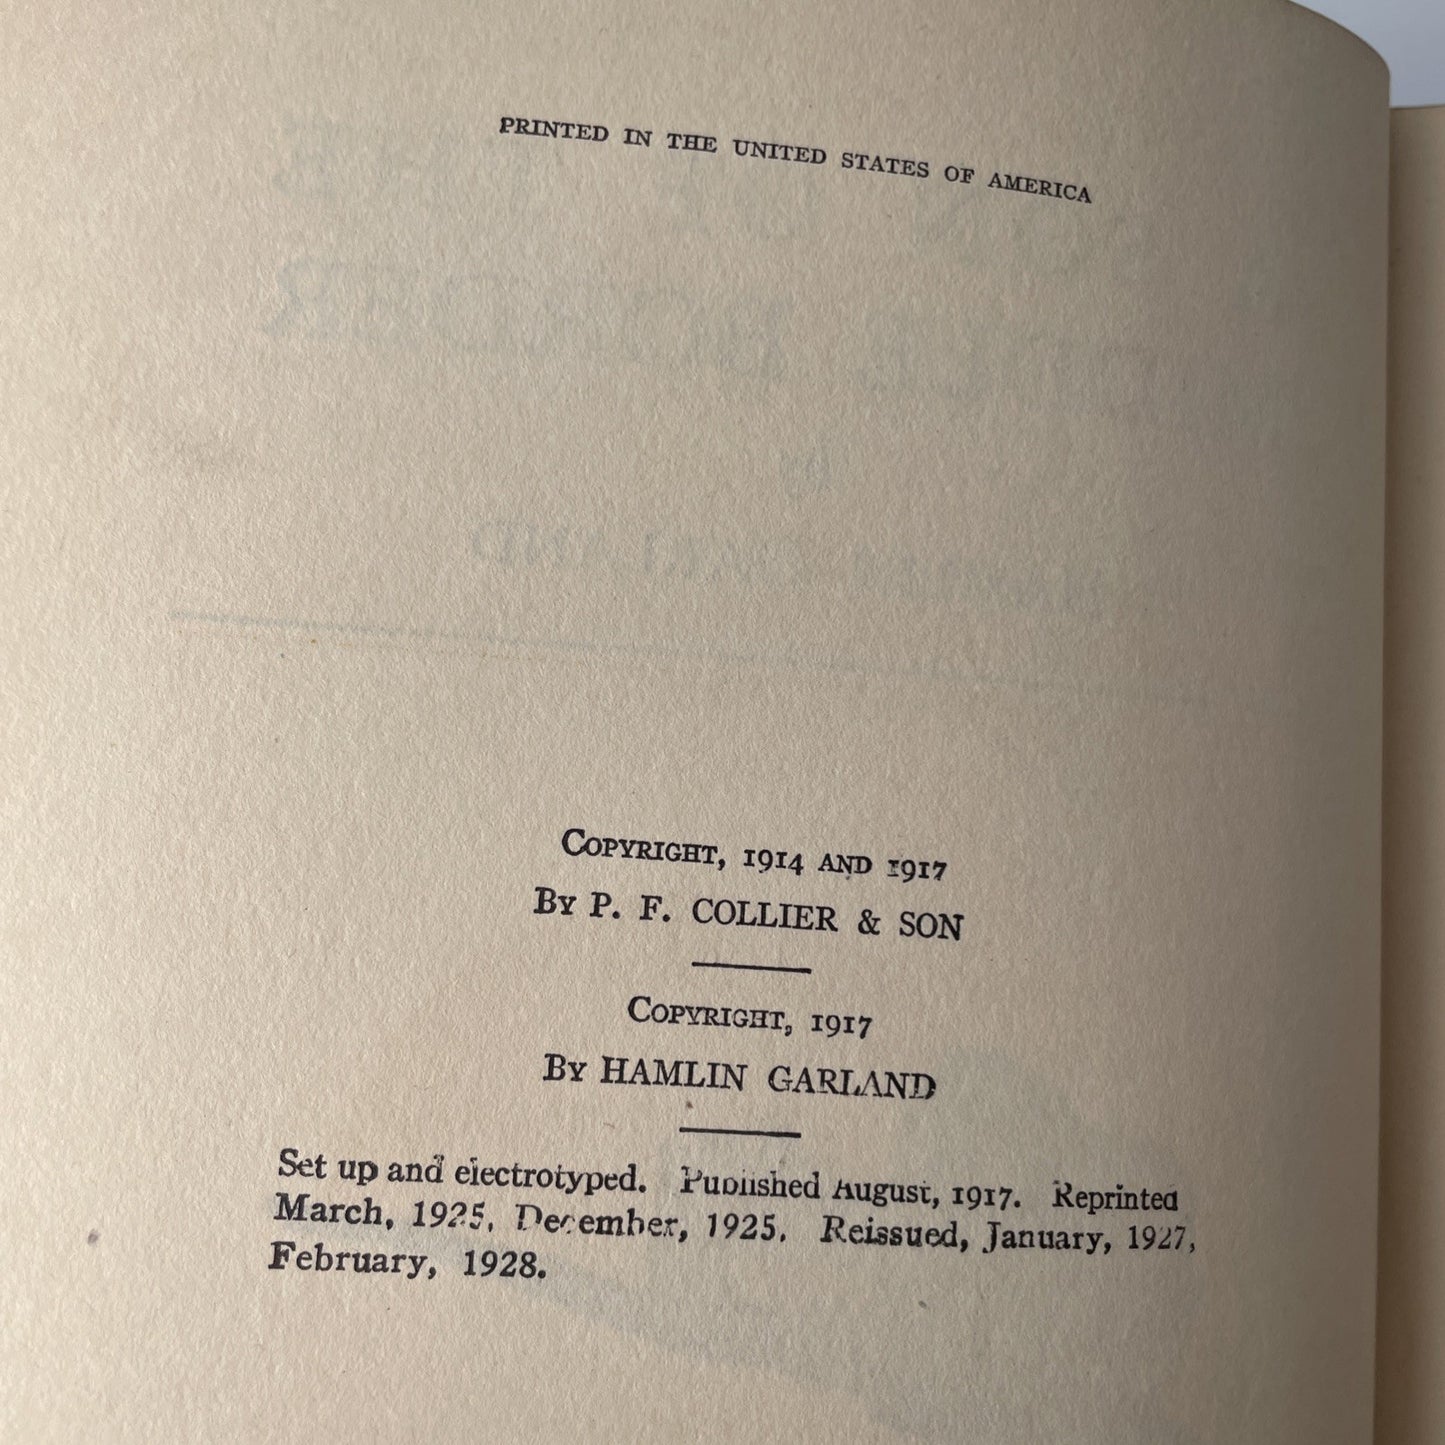 PRINTED IN THE UNITED STATES OF AMERICA
COPYRIGHT, 1914 AND 1917
BY P. F. COLLIER & SON
COPYRIGHT, 1917
BY HAMLIN GARLAND
Set up and electrotyped. Published August, 1917. Reprinted
March, 1925, December, 1925. Reissued, January, 1927,
February, 1928.